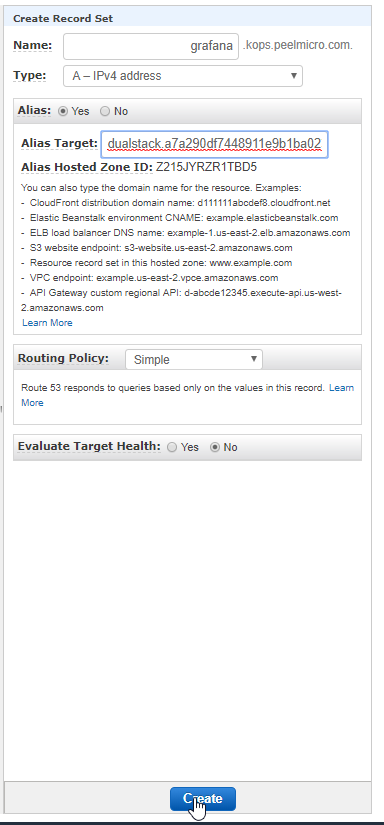 Create Record Set
Name: grafana .kops.peelmicro.com.
Type: A – IPv4 address
Alias: Yes No
Alias Target: dualstack.a7a290df7448911e9b1ba02
Alias Hosted Zone ID: Z215JYRZR1TBD5
You can also type the domain name for the resource. Examples:
- CloudFront distribution domain name: d111111abcdef8.cloudfront.net
- Elastic Beanstalk environment CNAME: example.elasticbeanstalk.com
- ELB load balancer DNS name: example-1.us-east-2.elb.amazonaws.com
- S3 website endpoint: s3-website.us-east-2.amazonaws.com
- Resource record set in this hosted zone: www.example.com
- VPC endpoint: example.us-east-2.vpce.amazonaws.com
- API Gateway custom regional API: d-abcde12345.execute-api.us-west-
2.amazonaws.com
Learn More
Routing Policy: Simple
Route 53 responds to queries based only on the values in this record. Learn
More
Evaluate Target Health: Yes No
Create